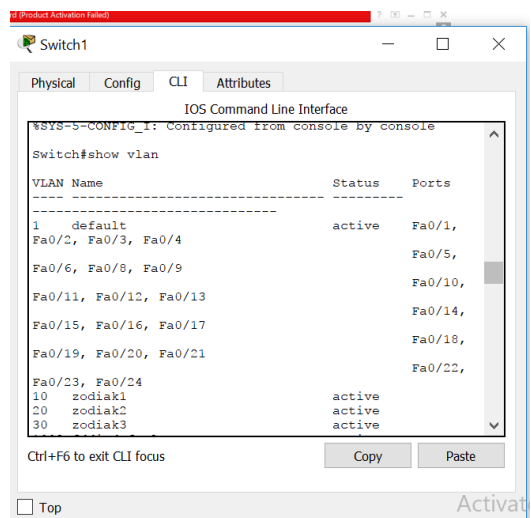 rd (Product Activation Failed)
Switch1
Physical Config CLI Attributes
IOS Command Line Interface
%SYS-5-CONFIG_I: Configured from console by console
Switch#show vlan
VLAN Name Status Ports
---- -------------------------------- ---------
-------------------------------
1 default active Fa0/1,
Fa0/2, Fa0/3, Fa0/4
Fa0/5,
Fa0/6, Fa0/8, Fa0/9
Fa0/10,
Fa0/11, Fa0/12, Fa0/13
Fa0/14,
Fa0/15, Fa0/16, Fa0/17
Fa0/18,
Fa0/19, Fa0/20, Fa0/21
Fa0/22,
Fa0/23, Fa0/24
10 zodiak1 active
20 zodiak2 active
30 zodiak3 active
Ctrl+F6 to exit CLI focus
Copy Paste
Top
Activat